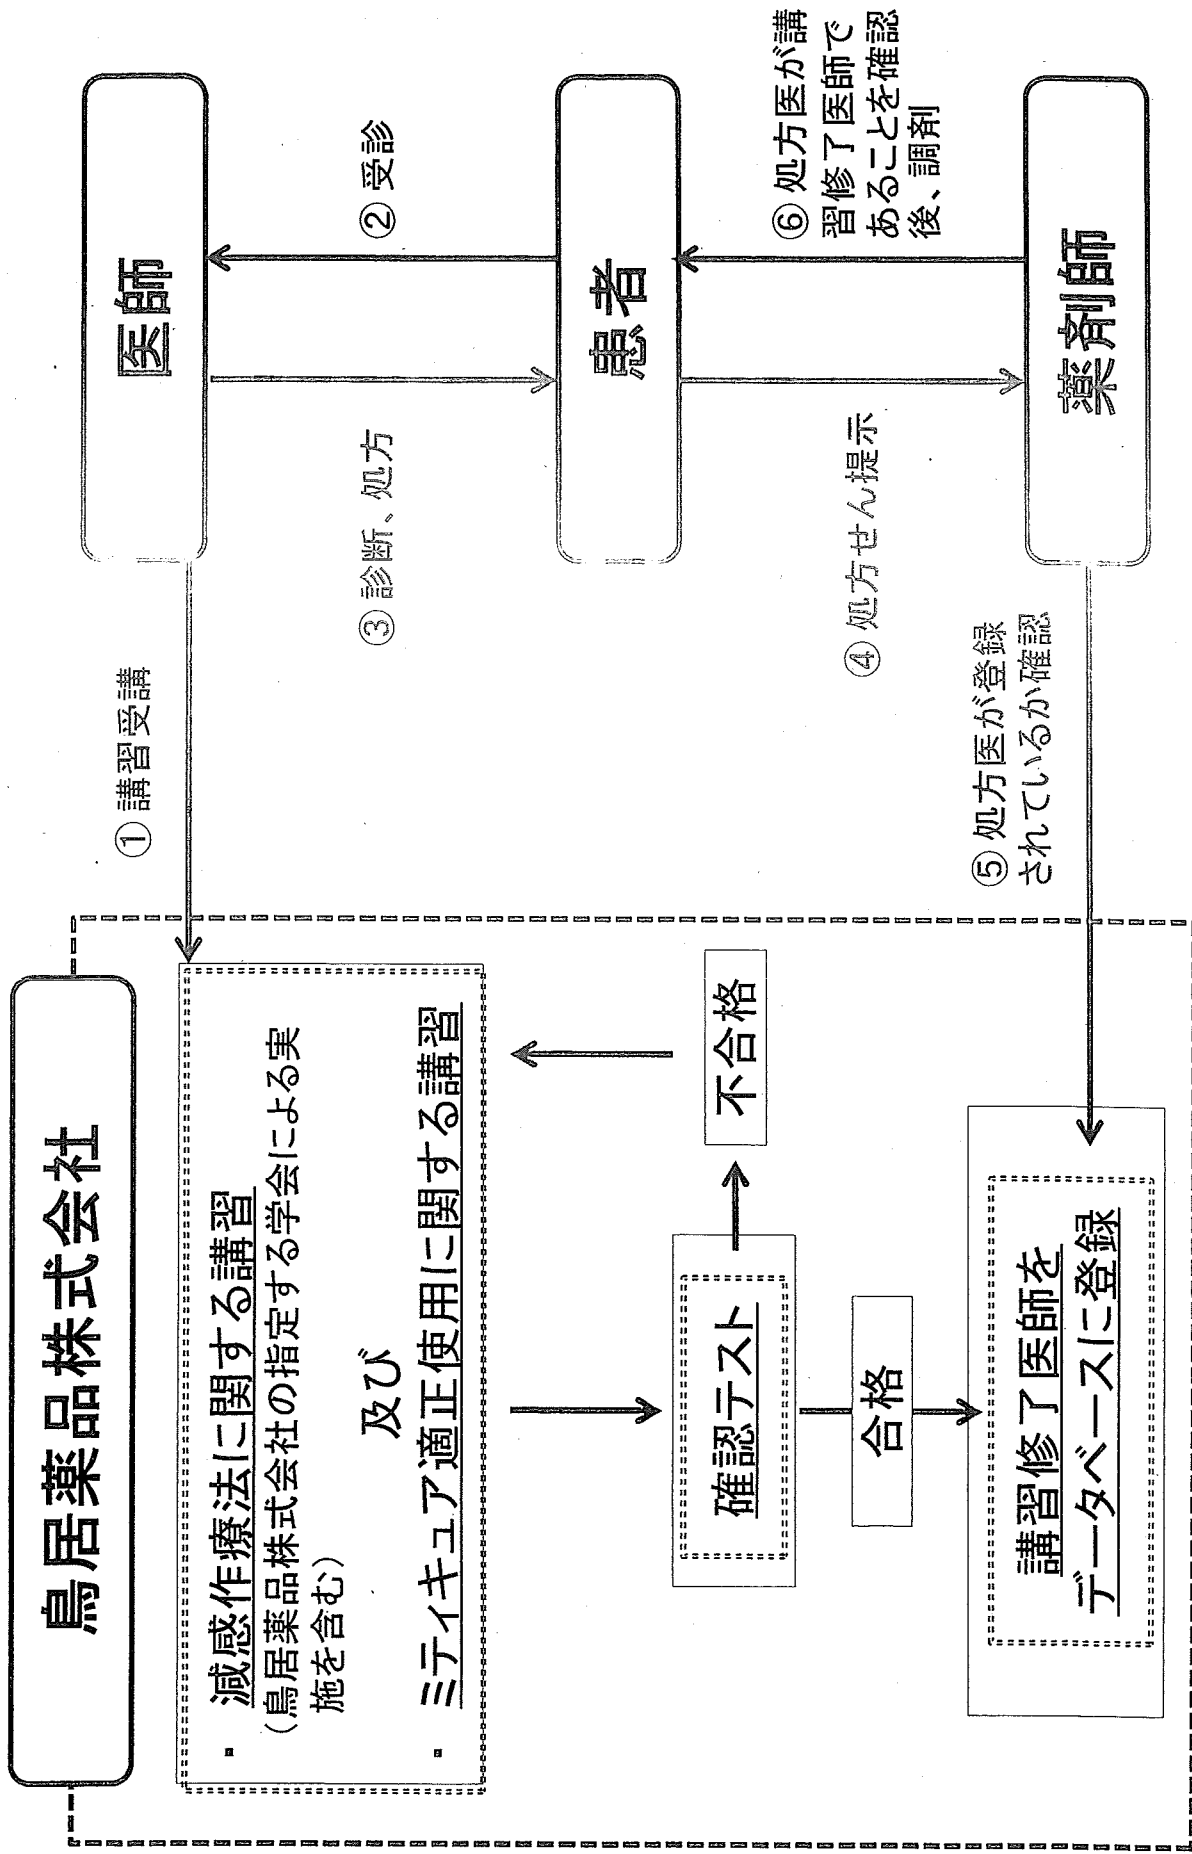 鳥居薬品株式会社
・減感作療法に関する講習
(鳥居薬品株式会社の指定する学会による実
施を含む)
及び
・ミティキュア適正使用に関する講習
確認テスト
不合格
合格
講習修了医師を
データベースに登録
①講習受講
医師
②受診
③診断、処方
患者
④処方せん提示
⑤処方医が登録
されているか確認
⑥処方医が講
習修了医師で
あることを確認
後、調剤
薬剤師